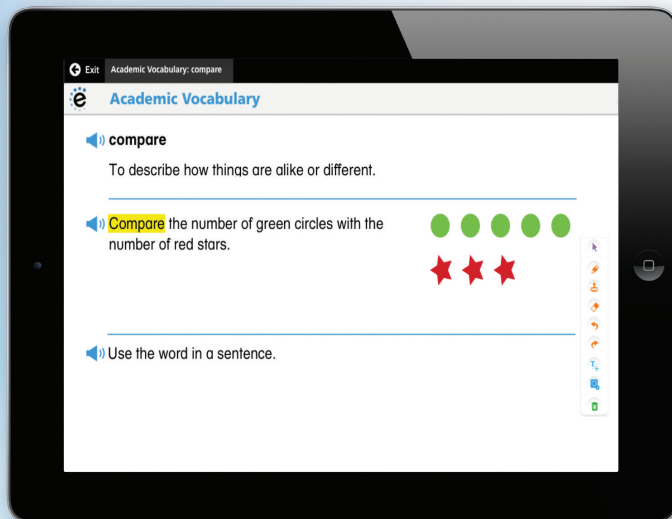 Exit Academic Vocabulary: compare
e Academic Vocabulary
compare
To describe how things are alike or different.
Compare the number of green circles with the
number of red stars.
Use the word in a sentence.
T